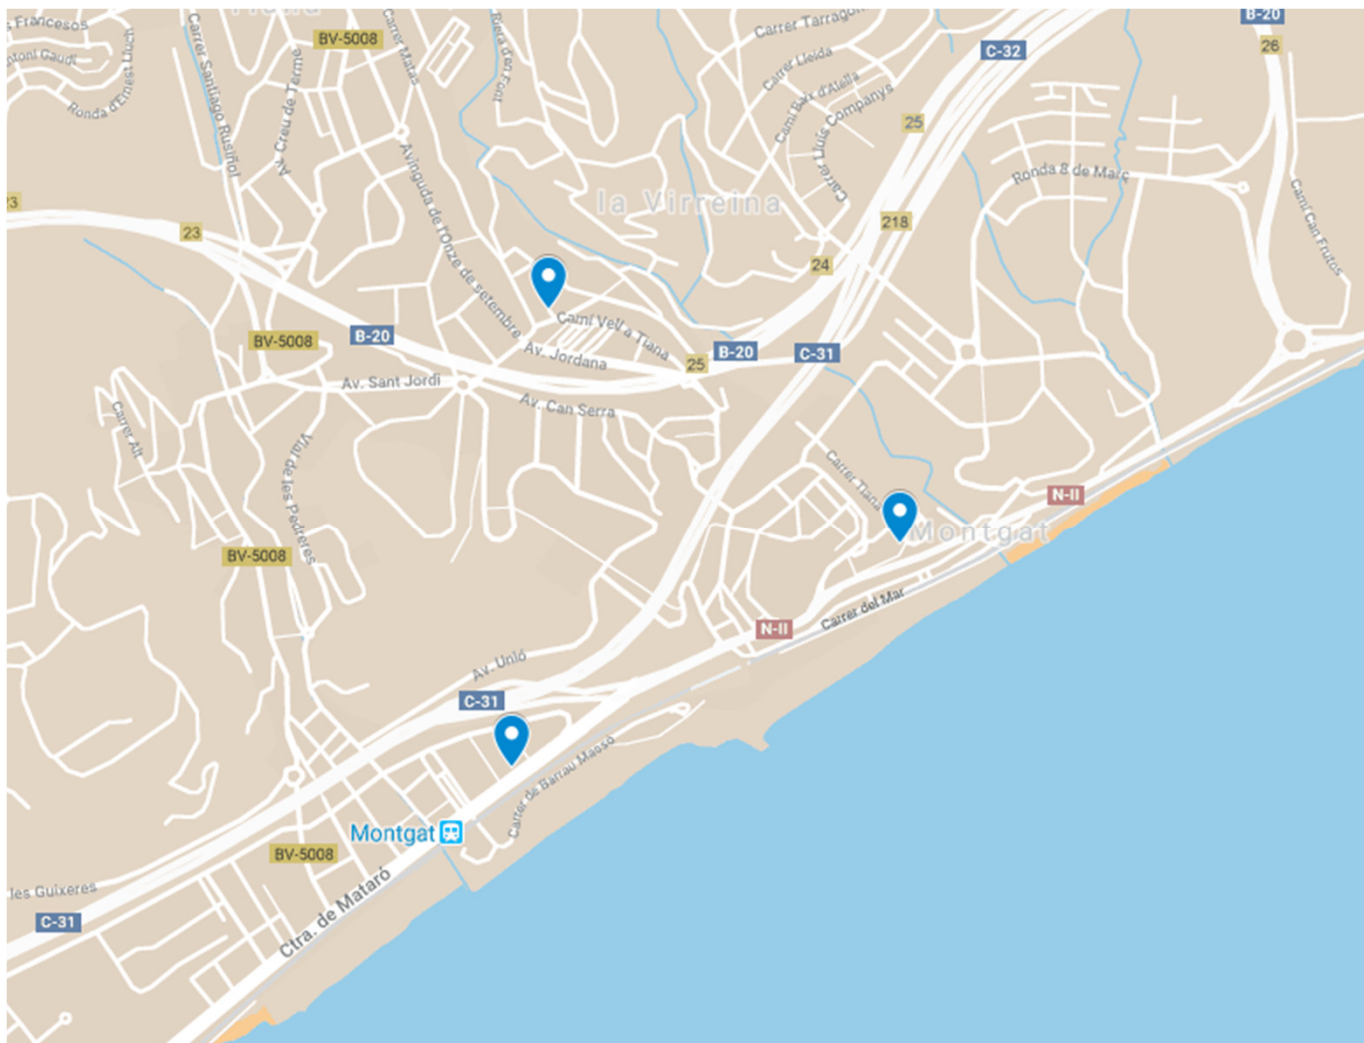 Tiana
s Francesos
BV-5008
B-20
Carrer Tarragon
26
C-32
Carrer Santiago Rusiñol
Carrer Matas
Riera d'en Font
Ronda d'Ernest Lluch
Av. Creu de Terme
ntoni Gaudí
Carrer Lleida
Camí Baix d'Alella
Carrer Lluís Companys
25
Ronda 8 de Març
Avinguda de l'Onze de setembre
la Virreina
218
Camí Can Frutos
23
23
24
BV-5008
B-20
Camí Vell a Tiana
Av. Jordana
B-20
C-31
25
Av. Sant Jordi
Av. Can Serra
Carrer Alt
Vial de les Pedreres
Carrer Tiana
N-II
Montgat
BV-5008
Carrer del Mar
N-II
Av. Unió
C-31
Carrer de Barrau Massó
Montgat
BV-5008
les Guixeres
C-31
Ctra. de Mataró